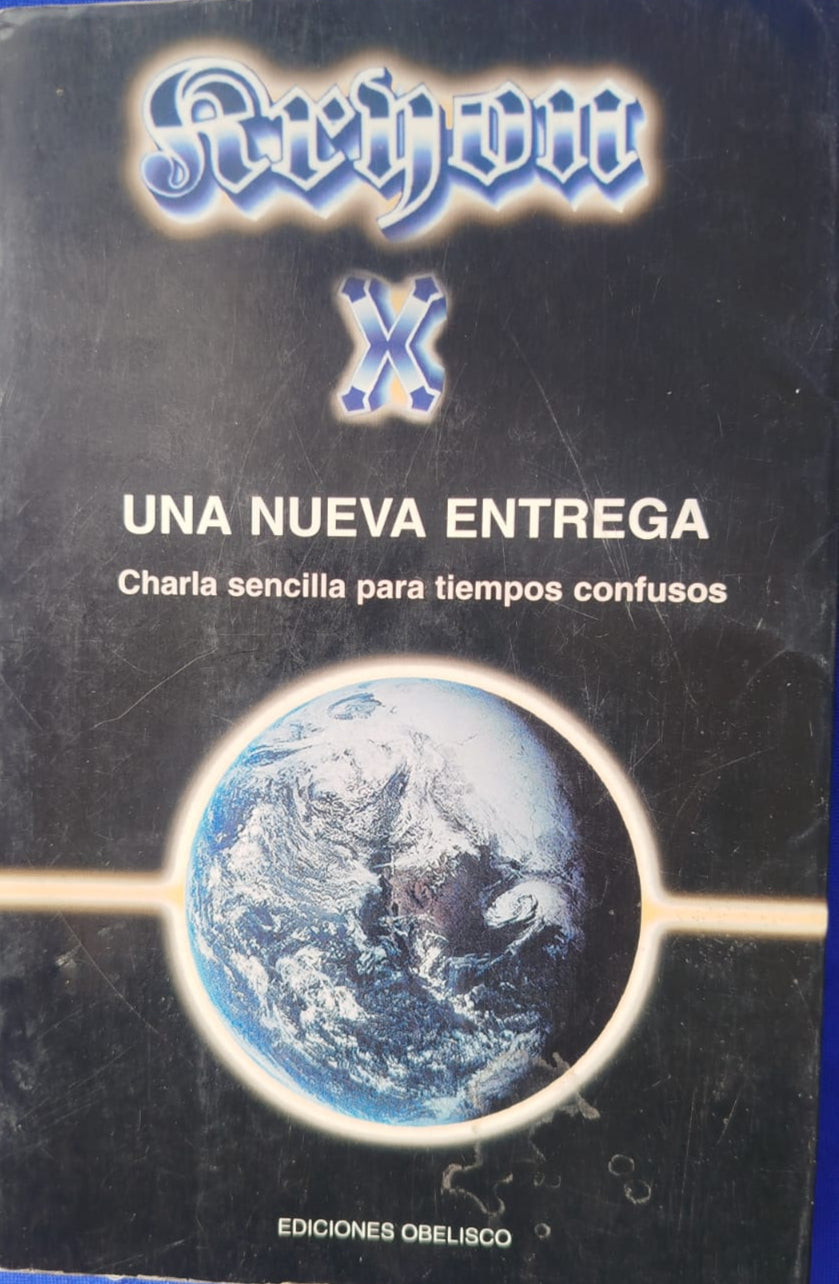 Kryon
X
UNA NUEVA ENTREGA
Charla sencilla para tiempos confusos
EDICIONES OBELISCO